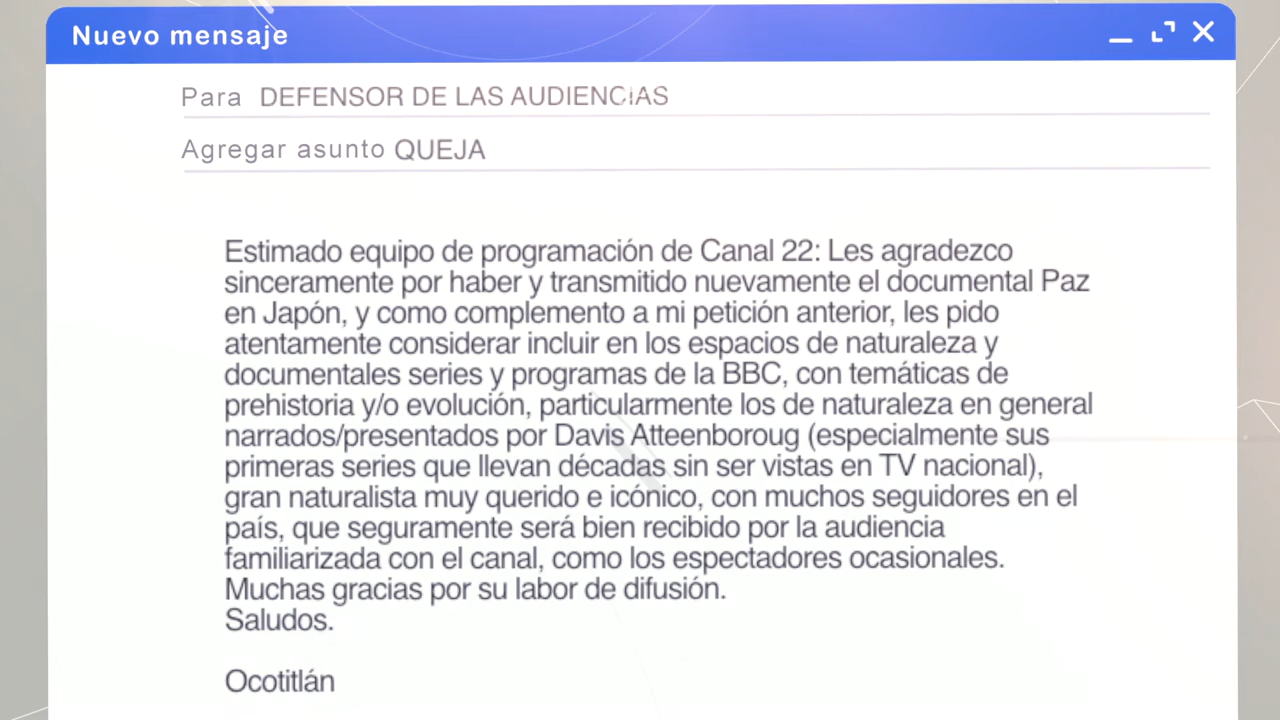 Nuevo mensaje
Para DEFENSOR DE LAS AUDIENCIAS
Agregar asunto QUEJA
Estimado equipo de programación de Canal 22: Les agradezco
sinceramente por haber y transmitido nuevamente el documental Paz
en Japón, y como complemento a mi petición anterior, les pido
atentamente considerar incluir en los espacios de naturaleza y
documentales series y programas de la BBC, con temáticas de
prehistoria y/o evolución, particularmente los de naturaleza en general
narrados/presentados por Davis Atteenboroug (especialmente sus
primeras series que llevan décadas sin ser vistas en TV nacional),
gran naturalista muy querido e icónico, con muchos seguidores en el
país, que seguramente será bien recibido por la audiencia
familiarizada con el canal, como los espectadores ocasionales.
Muchas gracias por su labor de difusión.
Saludos.
Ocotitlán